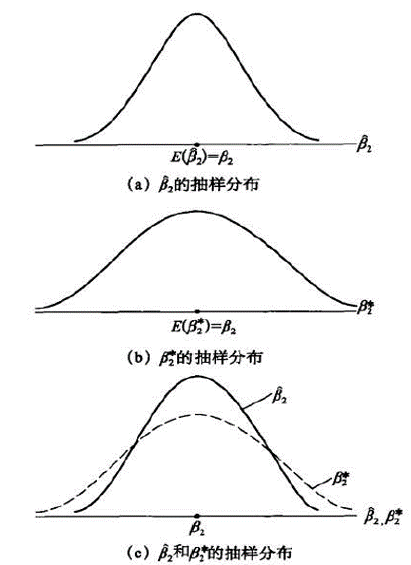 β̂₂
E(β̂₂)=β₂
(a) β̂₂的抽样分布
β₂*
E(β₂*)=β₂
(b) β₂*的抽样分布
β̂₂
β₂*
β₂
β̂₂,β₂*
(c) β̂₂和β₂*的抽样分布